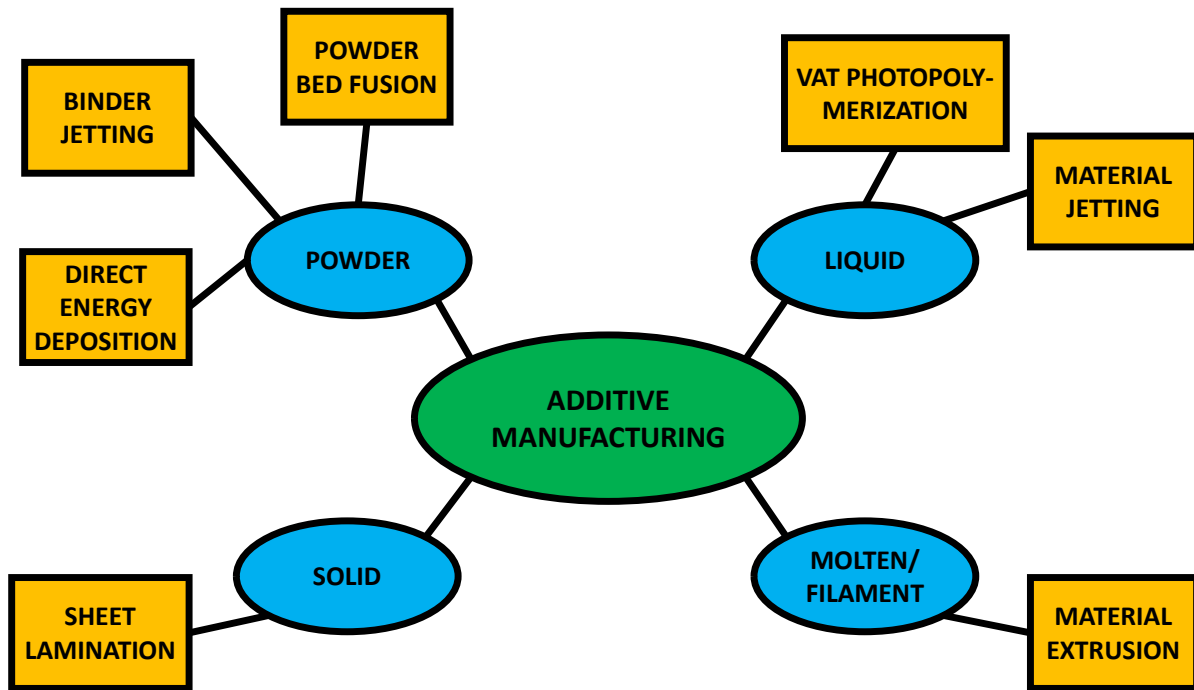 POWDER
BED FUSION
BINDER
JETTING
VAT PHOTOPOLY-
MERIZATION
MATERIAL
JETTING
POWDER
LIQUID
DIRECT
ENERGY
DEPOSITION
ADDITIVE
MANUFACTURING
SOLID
MOLTEN/
FILAMENT
SHEET
LAMINATION
MATERIAL
EXTRUSION